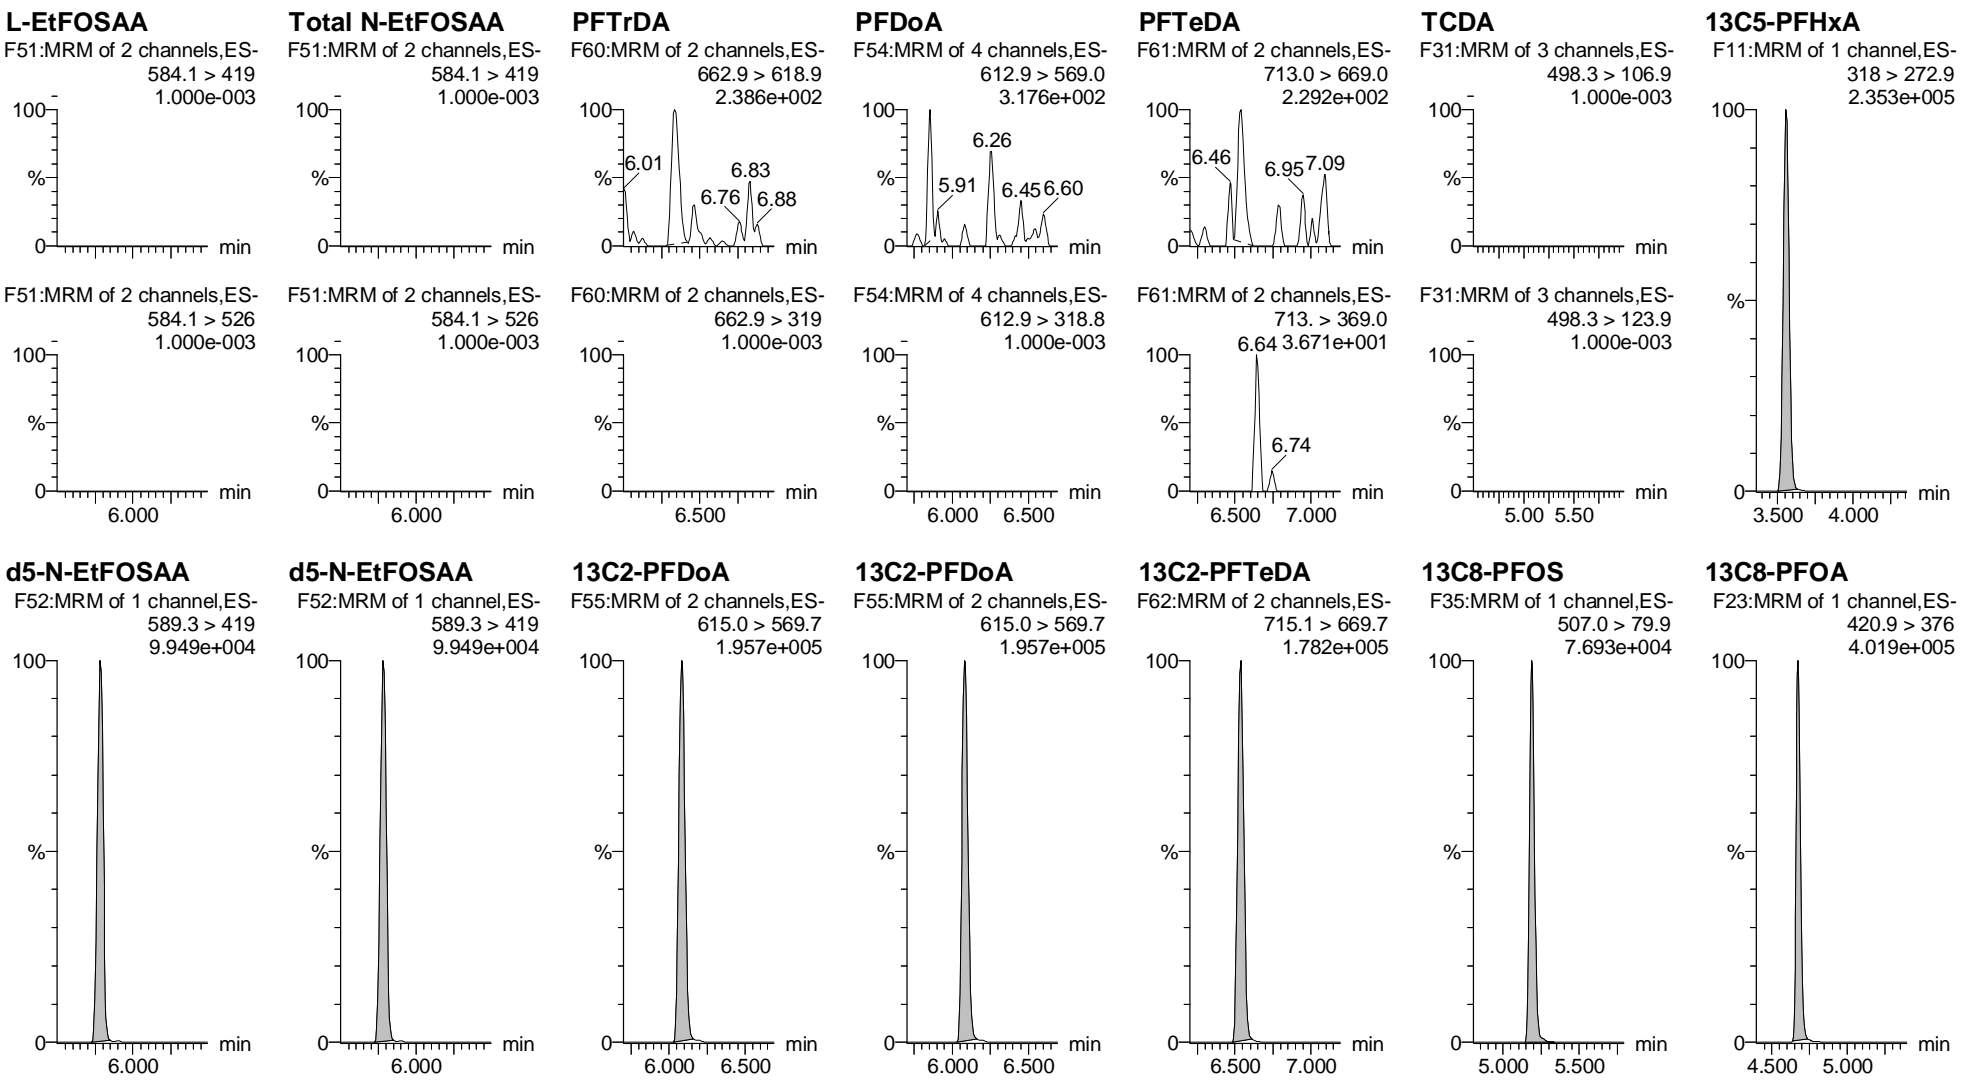 L-EtFOSAA
F51:MRM of 2 channels,ES-
584.1 > 419
1.000e-003
100
%
0
min
F51:MRM of 2 channels,ES-
584.1 > 526
1.000e-003
100
%
0
min
6.000
Total N-EtFOSAA
F51:MRM of 2 channels,ES-
584.1 > 419
1.000e-003
100
%
0
min
F51:MRM of 2 channels,ES-
584.1 > 526
1.000e-003
100
%
0
min
6.000
PFTrDA
F60:MRM of 2 channels,ES-
662.9 > 618.9
2.386e+002
100
6.01
6.83
%
6.76
6.88
0
min
F60:MRM of 2 channels,ES-
662.9 > 319
1.000e-003
100
%
0
min
6.500
PFDoA
F54:MRM of 4 channels,ES-
612.9 > 569.0
3.176e+002
100
6.26
%
5.91
6.45
6.60
0
min
F54:MRM of 4 channels,ES-
612.9 > 318.8
1.000e-003
100
%
0
min
6.000 6.500
PFTeDA
F61:MRM of 2 channels,ES-
713.0 > 669.0
2.292e+002
100
6.46
6.95
7.09
%
0
min
F61:MRM of 2 channels,ES-
713. > 369.0
6.64 3.671e+001
100
%
6.74
0
min
6.500 7.000
TCDA
F31:MRM of 3 channels,ES-
498.3 > 106.9
1.000e-003
100
%
0
min
F31:MRM of 3 channels,ES-
498.3 > 123.9
1.000e-003
100
%
0
min
5.00 5.50
13C5-PFHxA
F11:MRM of 1 channel,ES-
318 > 272.9
2.353e+005
100
%
0
min
3.500 4.000
d5-N-EtFOSAA
F52:MRM of 1 channel,ES-
589.3 > 419
9.949e+004
100
%
0
min
6.000
d5-N-EtFOSAA
F52:MRM of 1 channel,ES-
589.3 > 419
9.949e+004
100
%
0
min
6.000
13C2-PFDoA
F55:MRM of 2 channels,ES-
615.0 > 569.7
1.957e+005
100
%
0
min
6.000 6.500
13C2-PFDoA
F55:MRM of 2 channels,ES-
615.0 > 569.7
1.957e+005
100
%
0
min
6.000 6.500
13C2-PFTeDA
F62:MRM of 2 channels,ES-
715.1 > 669.7
1.782e+005
100
%
0
min
6.500 7.000
13C8-PFOS
F35:MRM of 1 channel,ES-
507.0 > 79.9
7.693e+004
100
%
0
min
5.000 5.500
13C8-PFOA
F23:MRM of 1 channel,ES-
420.9 > 376
4.019e+005
100
%
0
min
4.500 5.000